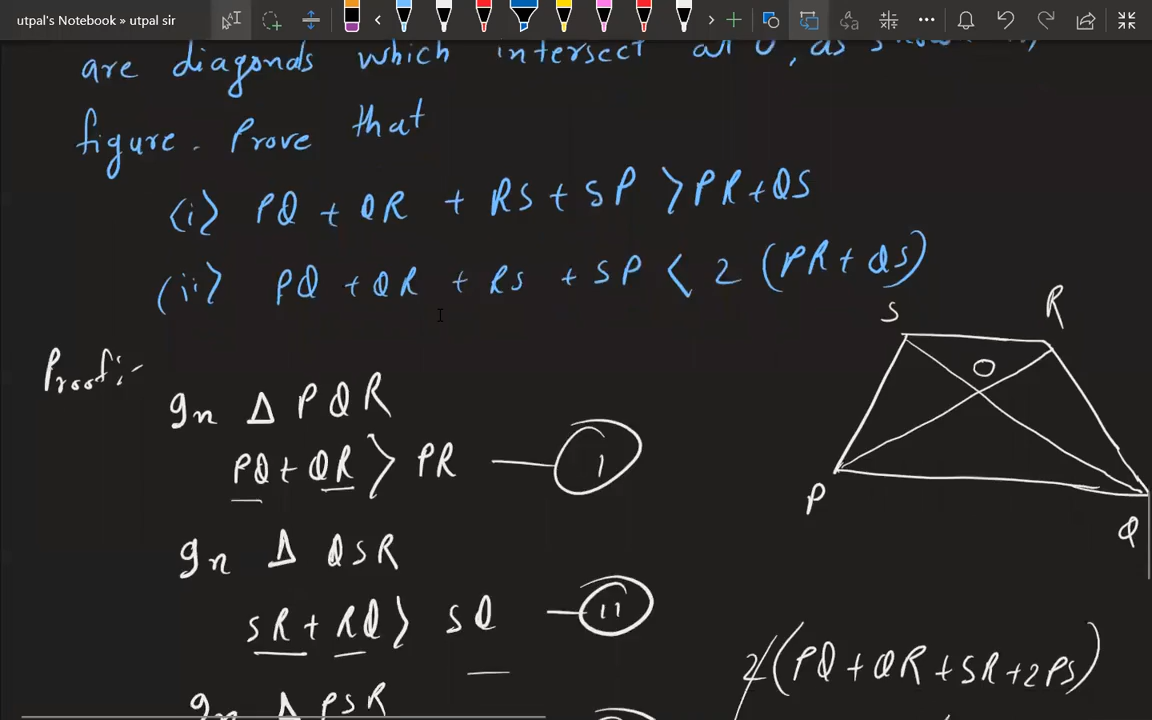 utpal's Notebook » utpal sir
are diagonds which intersect at O, as shown in,
figure. Prove that
(i) PQ + QR + RS + SP > PR + QS
(ii) PQ + QR + RS + SP < 2 (PR + QS)
S
R
O
P
Q
Proof:-
In Δ PQR
PQ + QR > PR — I
In Δ QSR
SR + RQ > SQ — II
2(PQ + QR + SR + 2PS)
In Δ PSR